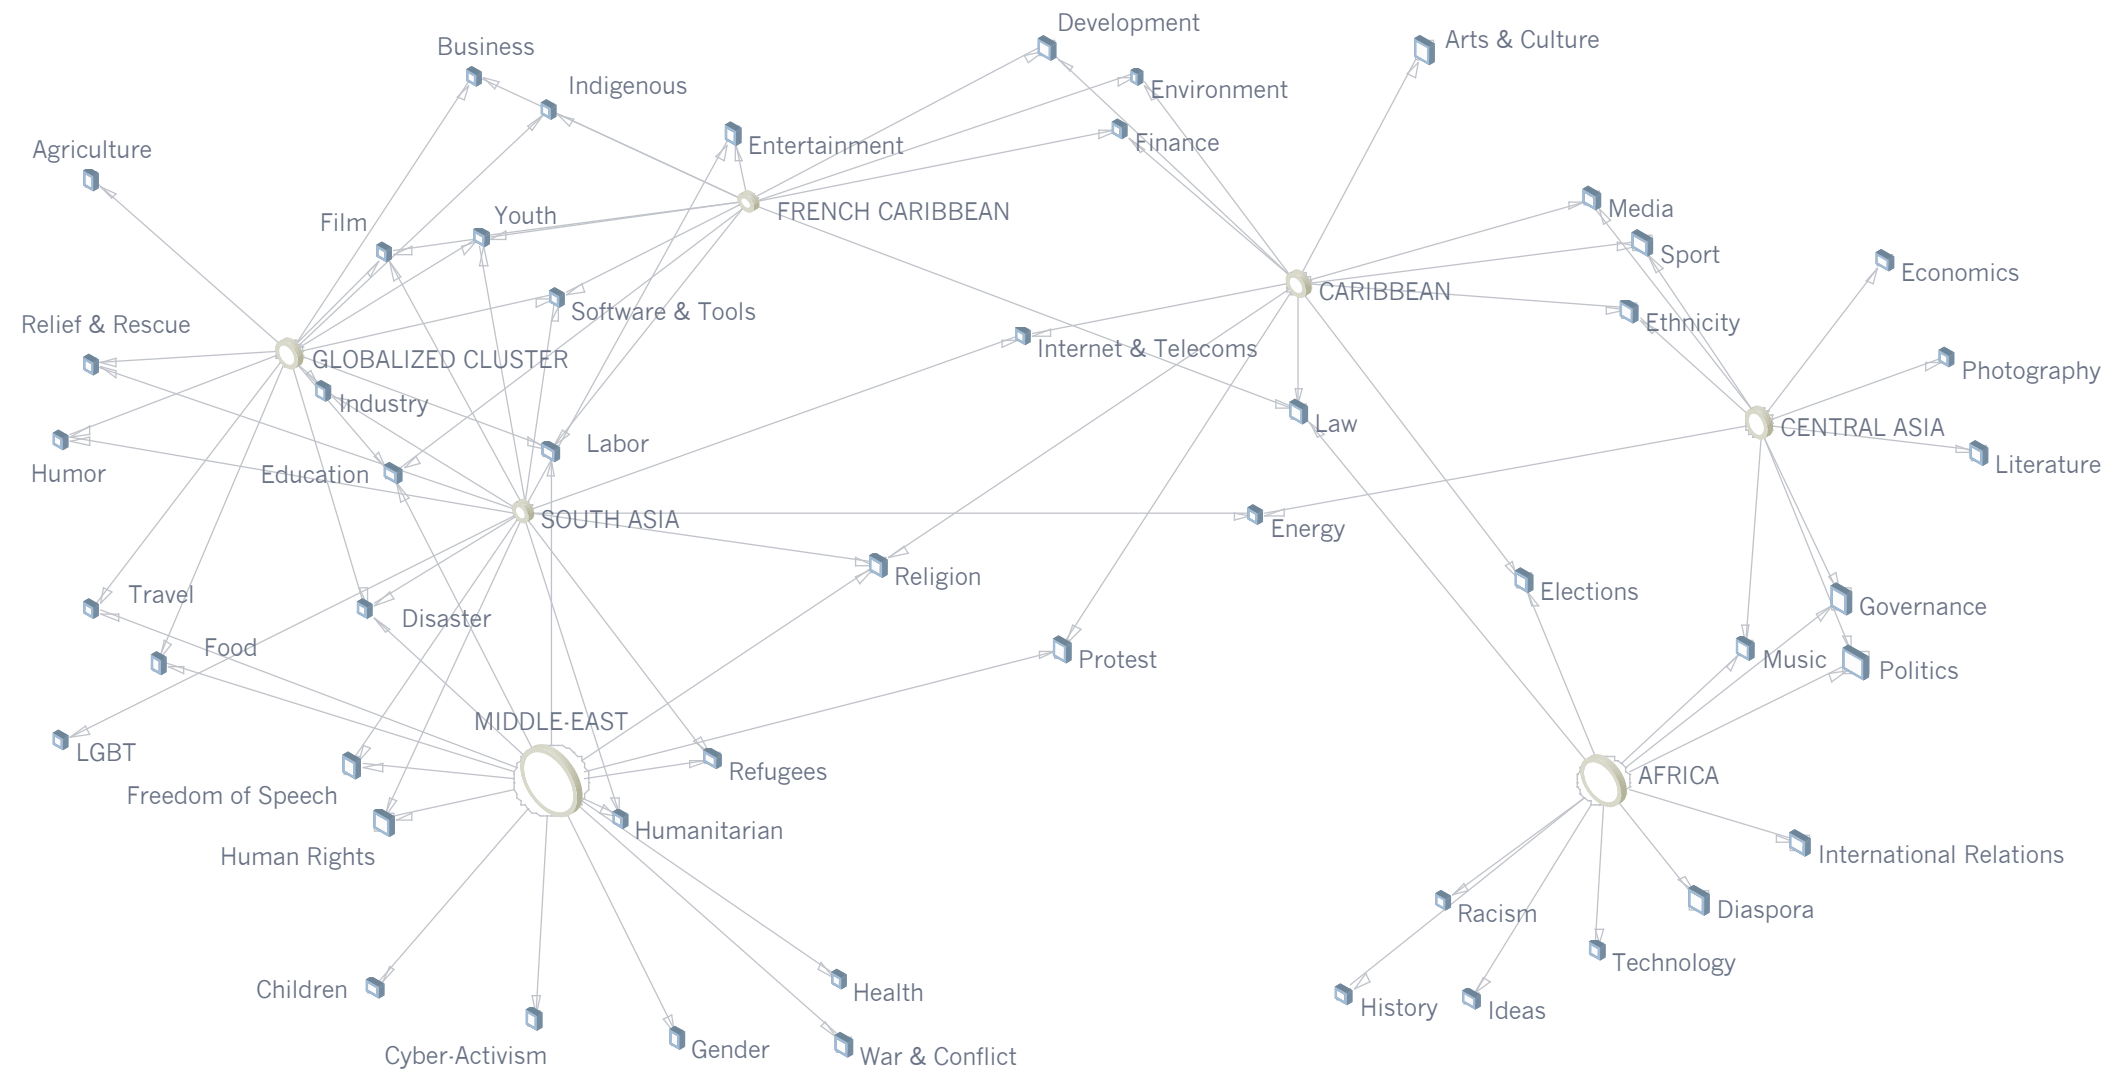 Development
Arts & Culture
Business
Indigenous
Environment
Entertainment
Finance
Agriculture
Film
Youth
FRENCH CARIBBEAN
Media
Sport
Economics
CARIBBEAN
Software & Tools
Relief & Rescue
Ethnicity
Internet & Telecoms
GLOBALIZED CLUSTER
Photography
Industry
Law
CENTRAL ASIA
Labor
Literature
Humor
Education
SOUTH ASIA
Energy
Religion
Elections
Travel
Governance
Disaster
Food
Protest
Music
Politics
MIDDLE-EAST
LGBT
Refugees
AFRICA
Freedom of Speech
Humanitarian
Human Rights
International Relations
Racism
Diaspora
Technology
Children
Health
History
Ideas
Cyber-Activism
Gender
War & Conflict